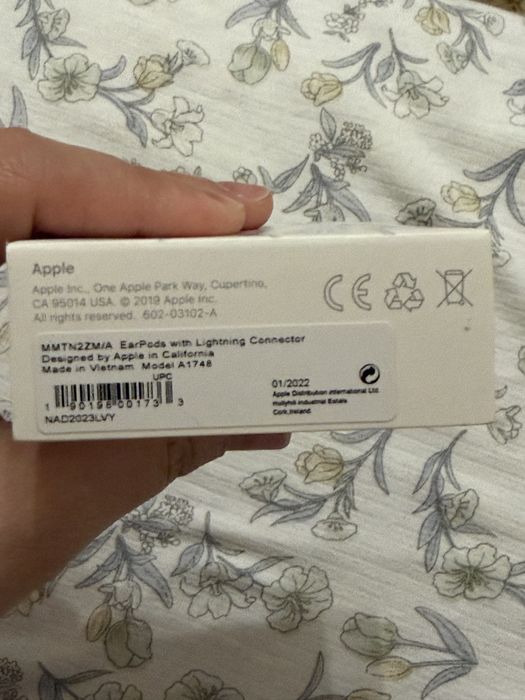 Apple
Apple Inc., One Apple Park Way, Cupertino,
CA 95014 USA. © 2019 Apple Inc.
All rights reserved. 602-03102-A
CE
MMTN2ZM/A EarPods with Lightning Connector
Designed by Apple in California
Made in Vietnam Model A1748
UPC
1 90198 00173 3
NAD2023LVY
01/2022
Apple Distribution International Ltd.
Hollyhill Industrial Estate
Cork, Ireland